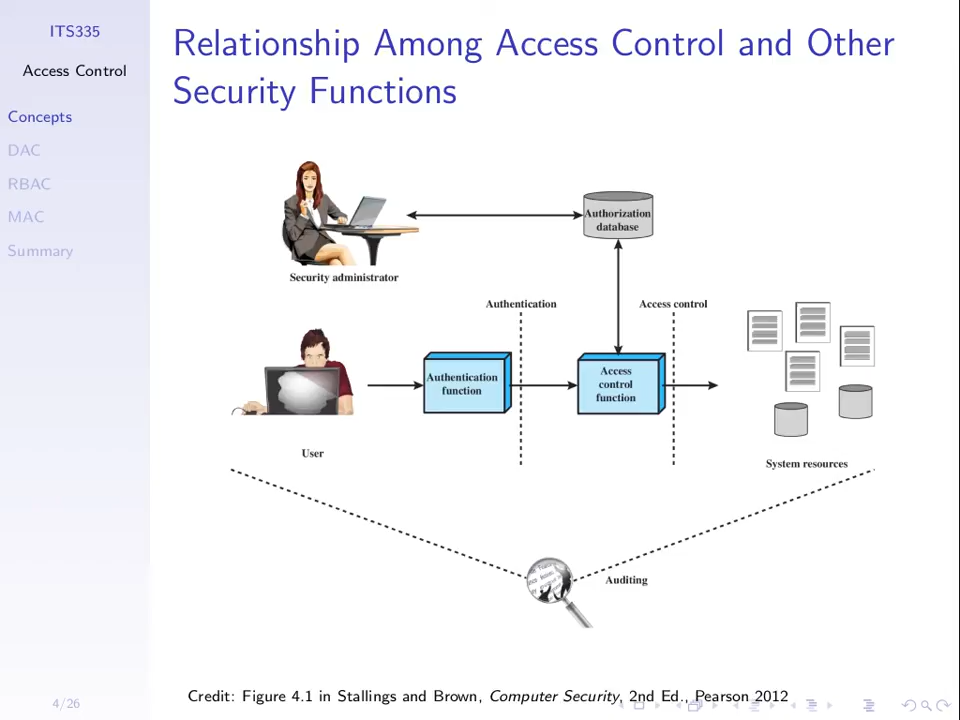 ITS335
Access Control
Concepts
DAC
RBAC
MAC
Summary
Relationship Among Access Control and Other
Security Functions
Authorization
database
Security administrator
Authentication
Access control
Authentication
function
Access
control
function
User
System resources
Auditing
Credit: Figure 4.1 in Stallings and Brown, Computer Security, 2nd Ed., Pearson 2012
4/26